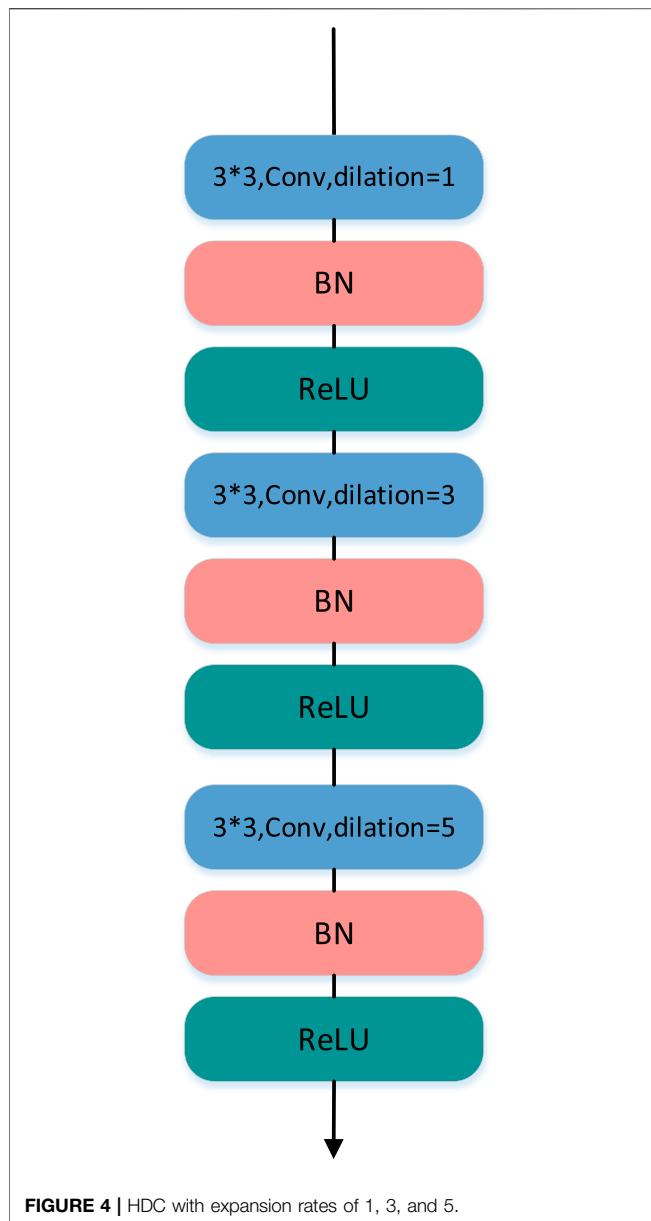 3*3,Conv,dilation=1
BN
ReLU
3*3,Conv,dilation=3
BN
ReLU
3*3,Conv,dilation=5
BN
ReLU
FIGURE 4 | HDC with expansion rates of 1, 3, and 5.